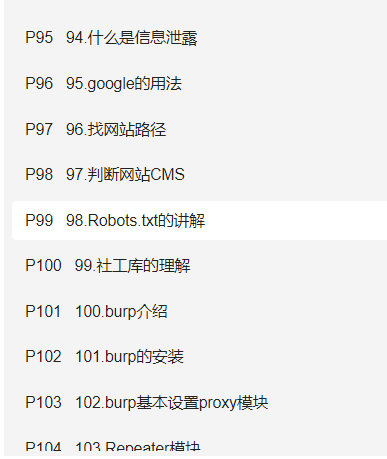 P95 94.什么是信息泄露
P96 95.google的用法
P97 96.找网站路径
P98 97.判断网站CMS
P99 98.Robots.txt的讲解
P100 99.社工库的理解
P101 100.burp介绍
P102 101.burp的安装
P103 102.burp基本设置proxy模块
P104 103.Repeater模块